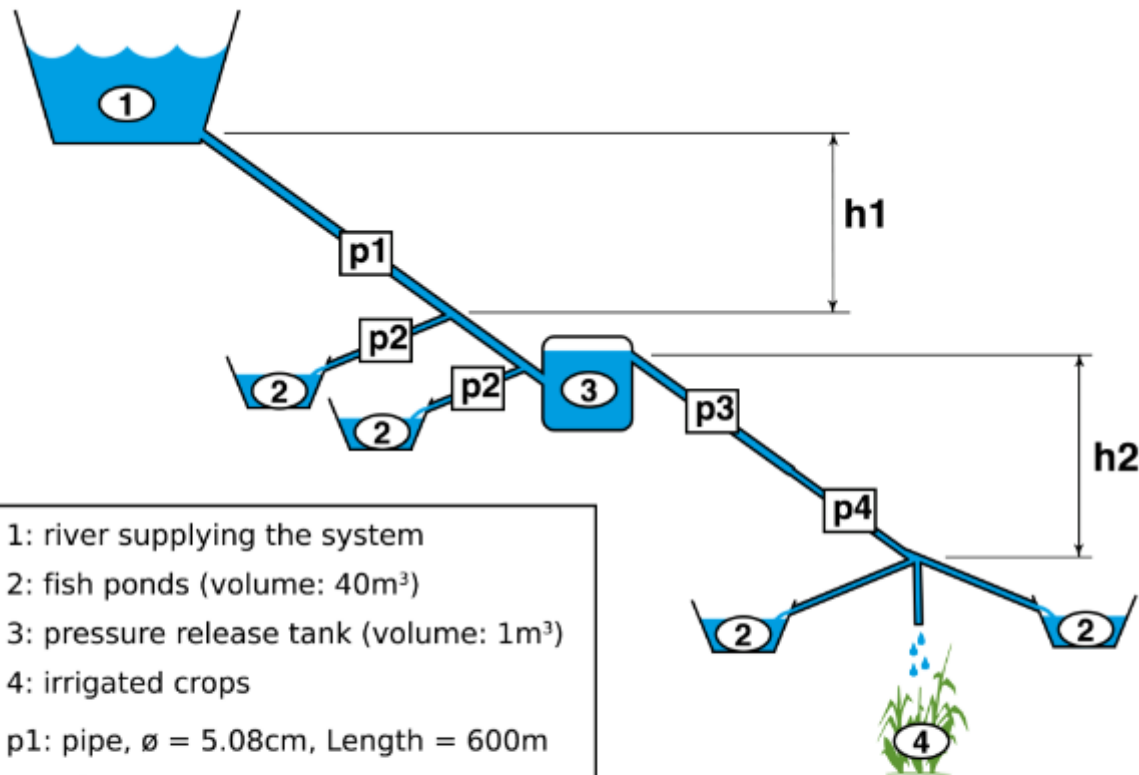 1
h1
p1
p2
2
p2
2
3
p3
h2
p4
2
2
4
1: river supplying the system
2: fish ponds (volume: 40m³)
3: pressure release tank (volume: 1m³)
4: irrigated crops
p1: pipe, ø = 5.08cm, Length = 600m